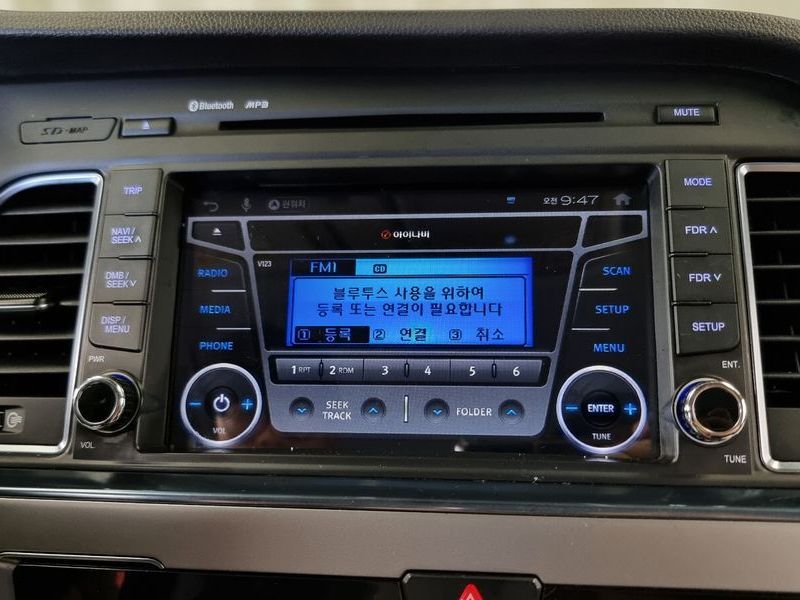 Bluetooth MP3
SD-MAP
MUTE
TRIP
NAVI /
SEEK ∧
DMB /
SEEK ∨
DISP /
MENU
PWR
VOL
원위치
오전 9:47
아이나비
V123
RADIO
MEDIA
PHONE
FM1 CD
블루투스 사용을 위하여
등록 또는 연결이 필요합니다
1 등록 2 연결 3 취소
SCAN
SETUP
MENU
1 RPT 2 RDM 3 4 5 6
SEEK
TRACK
FOLDER
− +
VOL
− ENTER +
TUNE
MODE
FDR ∧
FDR ∨
SETUP
ENT.
TUNE